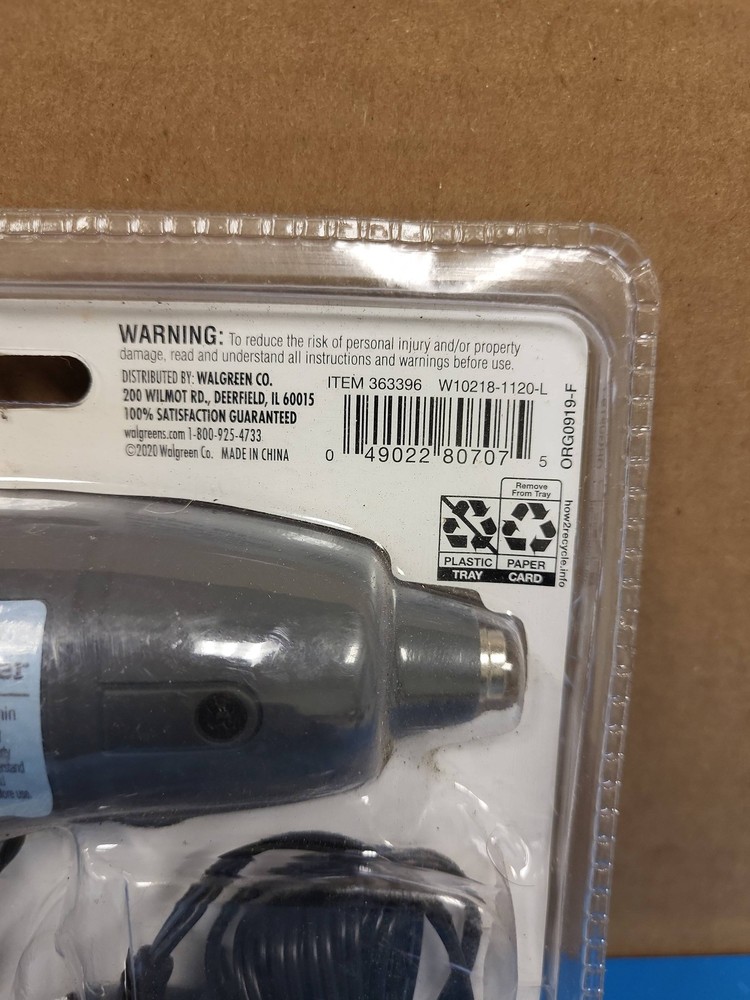 WARNING: To reduce the risk of personal injury and/or property
damage, read and understand all instructions and warnings before use.
DISTRIBUTED BY: WALGREEN CO.
200 WILMOT RD., DEERFIELD, IL 60015
100% SATISFACTION GUARANTEED
walgreens.com 1-800-925-4733
©2020 Walgreen Co. MADE IN CHINA
ITEM 363396 W10218-1120-L
0 49022 80707 5
ORG0919-F
Remove
From Tray
PLASTIC PAPER
TRAY CARD
how2recycle.info